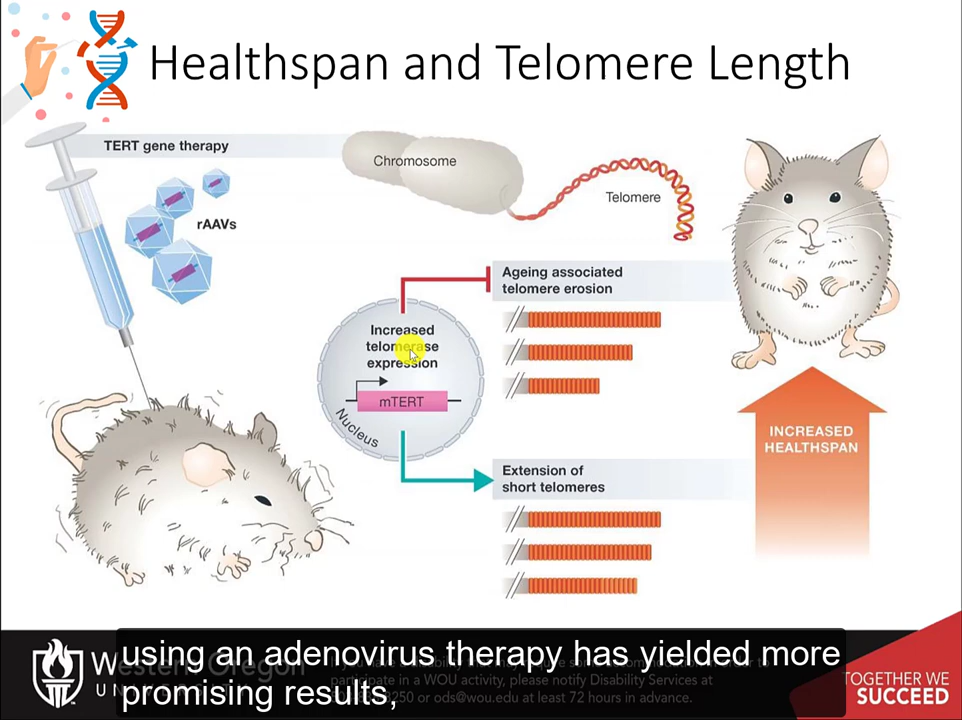 Healthspan and Telomere Length
TERT gene therapy
Chromosome
Telomere
rAAVs
Ageing associated
telomere erosion
Increased
telomerase
expression
mTERT
Nucleus
INCREASED
HEALTHSPAN
Extension of
short telomeres
using an adenovirus therapy has yielded more
promising results,
Western Oregon
UNI
participate in a WOU activity, please notify Disability Services at
8250 or ods@wou.edu at least 72 hours in advance.
TOGETHER WE
SUCCEED